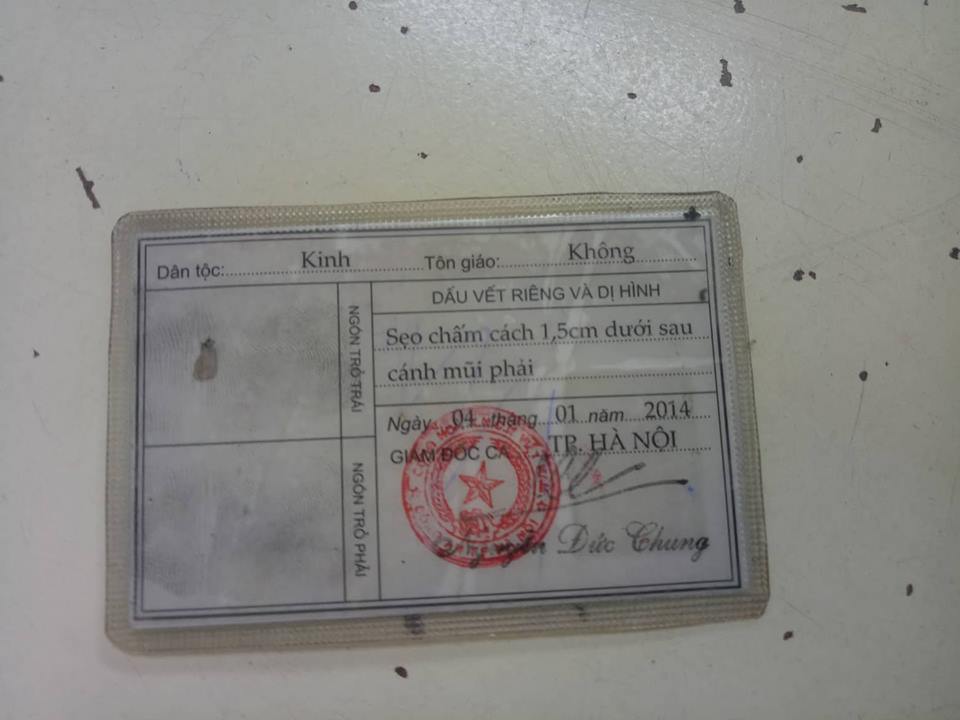 Dân tộc: Kinh Tôn giáo: Không
NGÓN TRỎ TRÁI
DẤU VẾT RIÊNG VÀ DỊ HÌNH
Sẹo chấm cách 1,5cm dưới sau
cánh mũi phải
Ngày 04 tháng 01 năm 2014
GIÁM ĐỐC CA TP. HÀ NỘI
NGÓN TRỎ PHẢI
Đức Chung